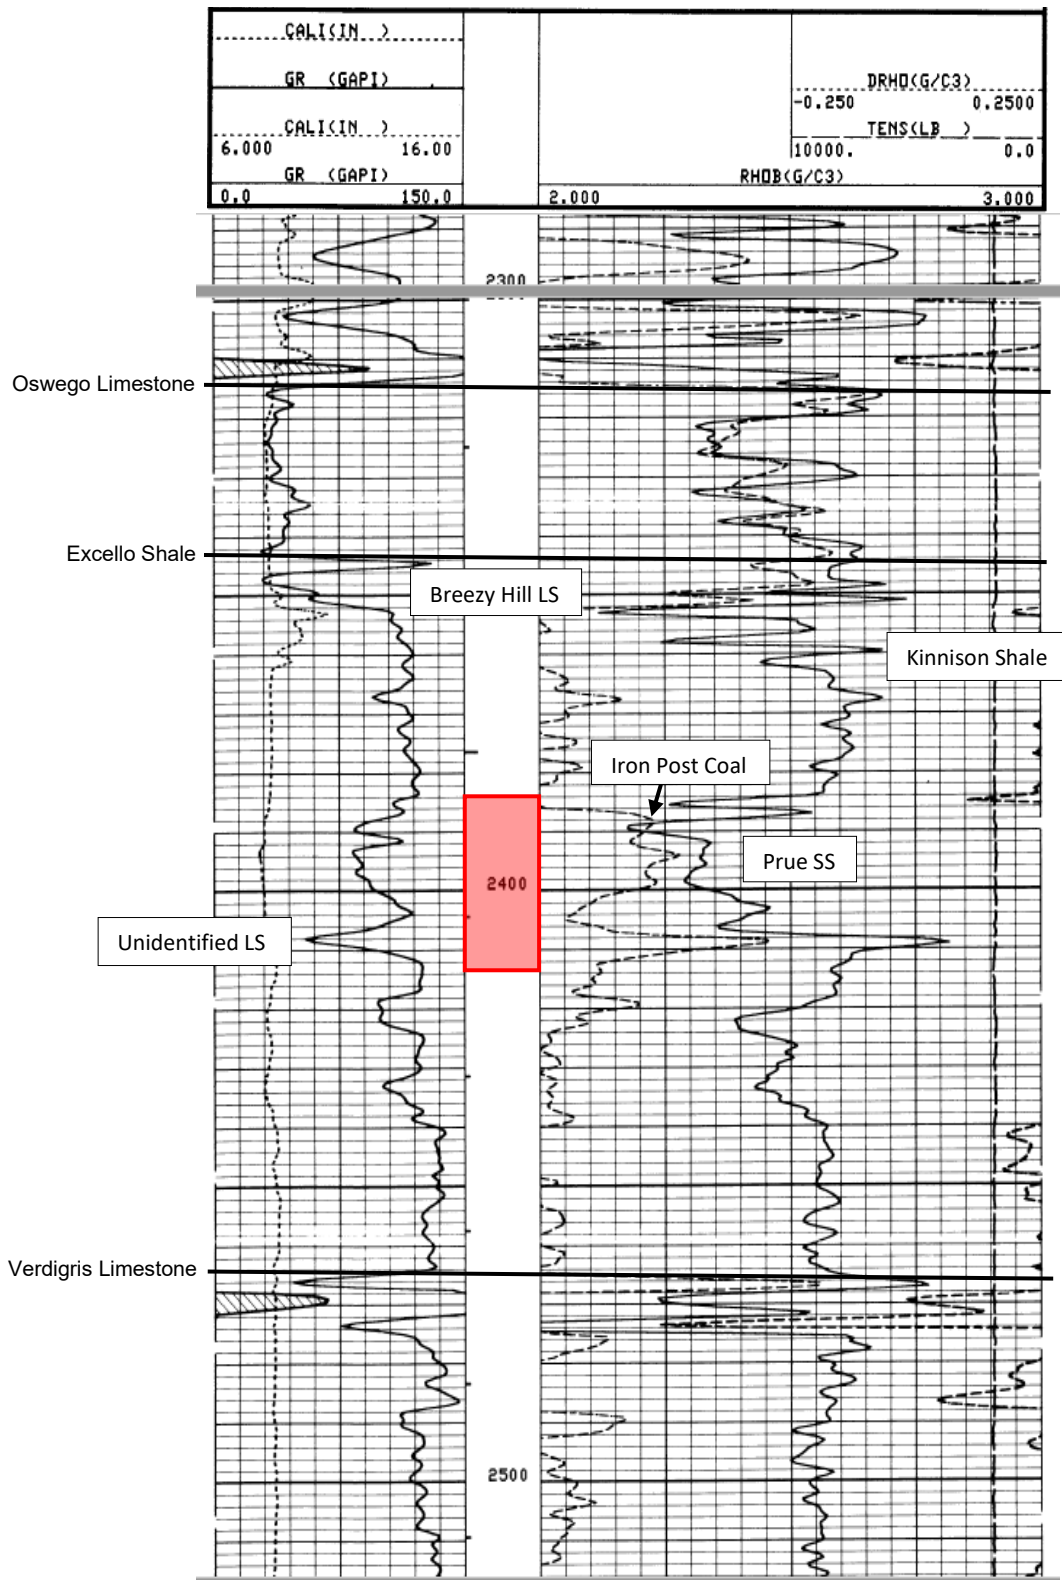 CALI(IN )
GR (GAPI)
DRHO(G/C3)
-0.250 0.2500
CALI(IN )
TENS(LB )
6.000 16.00
10000. 0.0
GR (GAPI)
RHOB(G/C3)
0.0 150.0
2.000 3.000
2300
Oswego Limestone
Excello Shale
Breezy Hill LS
Kinnison Shale
Iron Post Coal
Prue SS
2400
Unidentified LS
Verdigris Limestone
2500